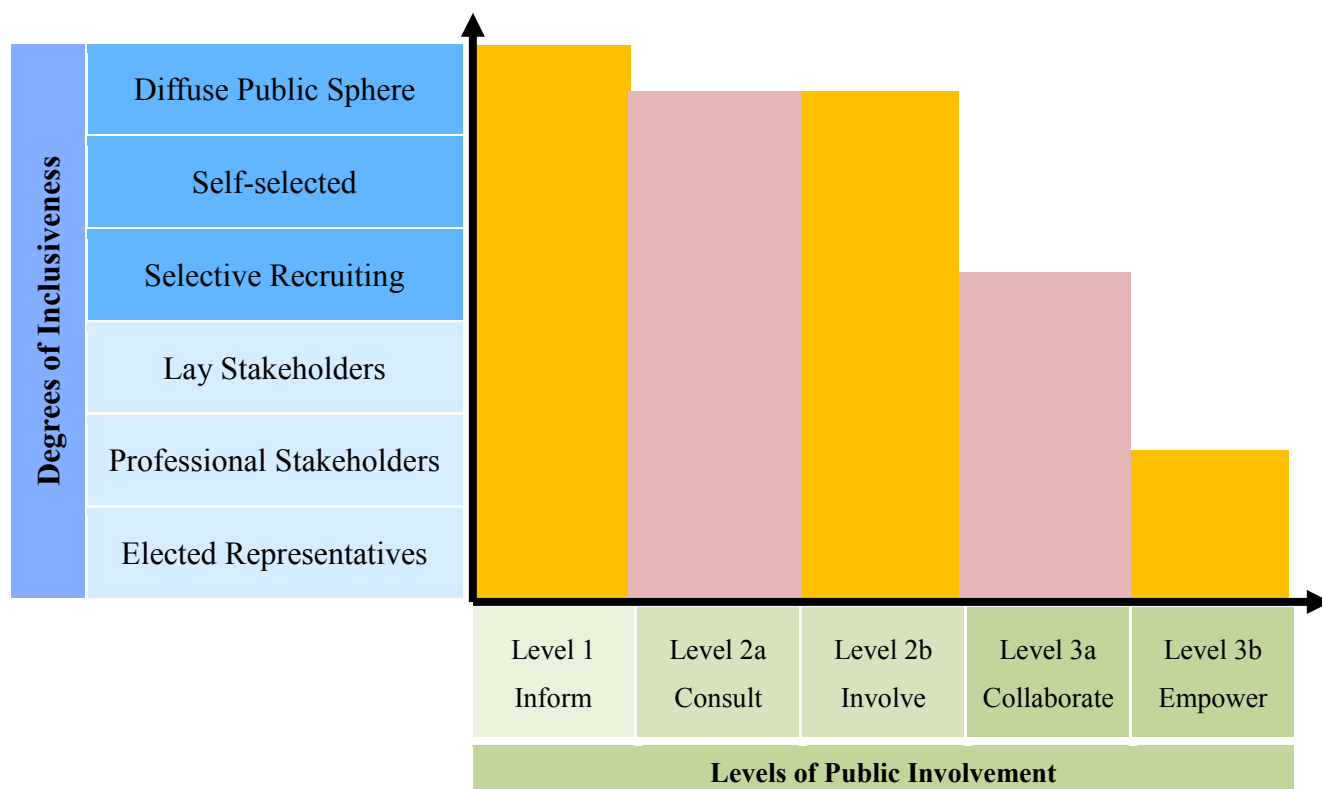 Degrees of Inclusiveness
Diffuse Public Sphere
Self-selected
Selective Recruiting
Lay Stakeholders
Professional Stakeholders
Elected Representatives
Level 1
Inform
Level 2a
Consult
Level 2b
Involve
Level 3a
Collaborate
Level 3b
Empower
Levels of Public Involvement